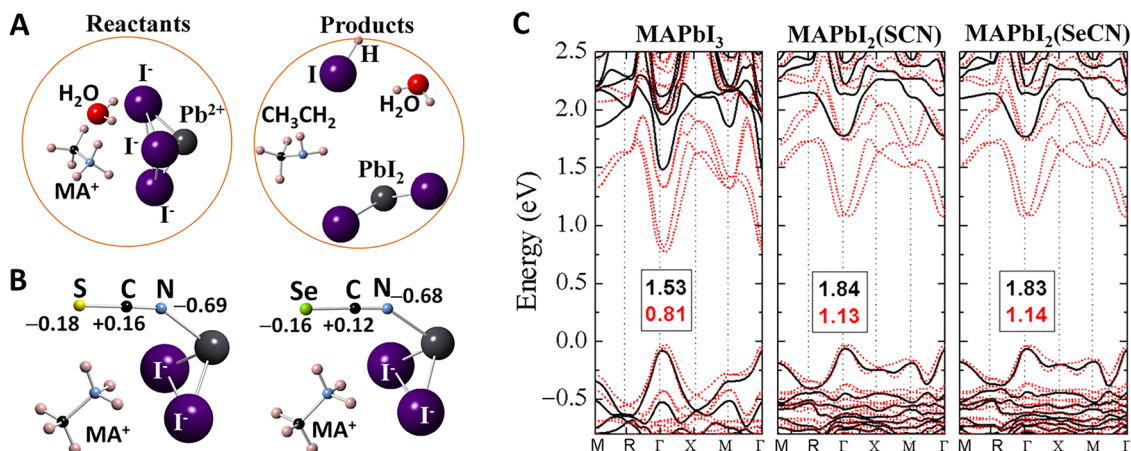 A
Reactants
Products
I⁻
H₂O
Pb²⁺
I⁻
MA⁺
I⁻
H
I
H₂O
CH₃CH₂
PbI₂
B
S C N −0.69
−0.18 +0.16
I⁻
I⁻
MA⁺
Se C N −0.68
−0.16 +0.12
I⁻
I⁻
MA⁺
C
MAPbI₃ MAPbI₂(SCN) MAPbI₂(SeCN)
Energy (eV)
2.5
2.0
1.5
1.0
0.5
0.0
−0.5
1.53
0.81
1.84
1.13
1.83
1.14
M R Γ X M Γ
M R Γ X M Γ
M R Γ X M Γ